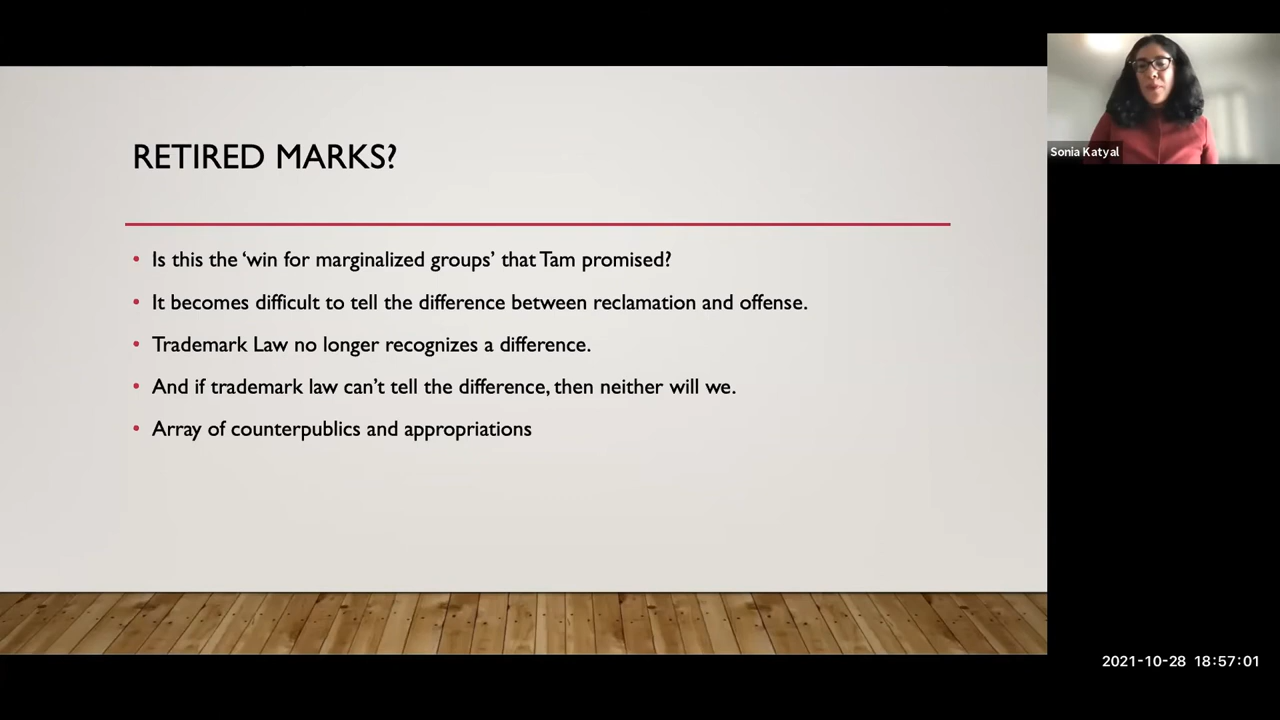 RETIRED MARKS?
• Is this the ‘win for marginalized groups’ that Tam promised?
• It becomes difficult to tell the difference between reclamation and offense.
• Trademark Law no longer recognizes a difference.
• And if trademark law can’t tell the difference, then neither will we.
• Array of counterpublics and appropriations
Sonia Katyal
2021-10-28 18:57:01